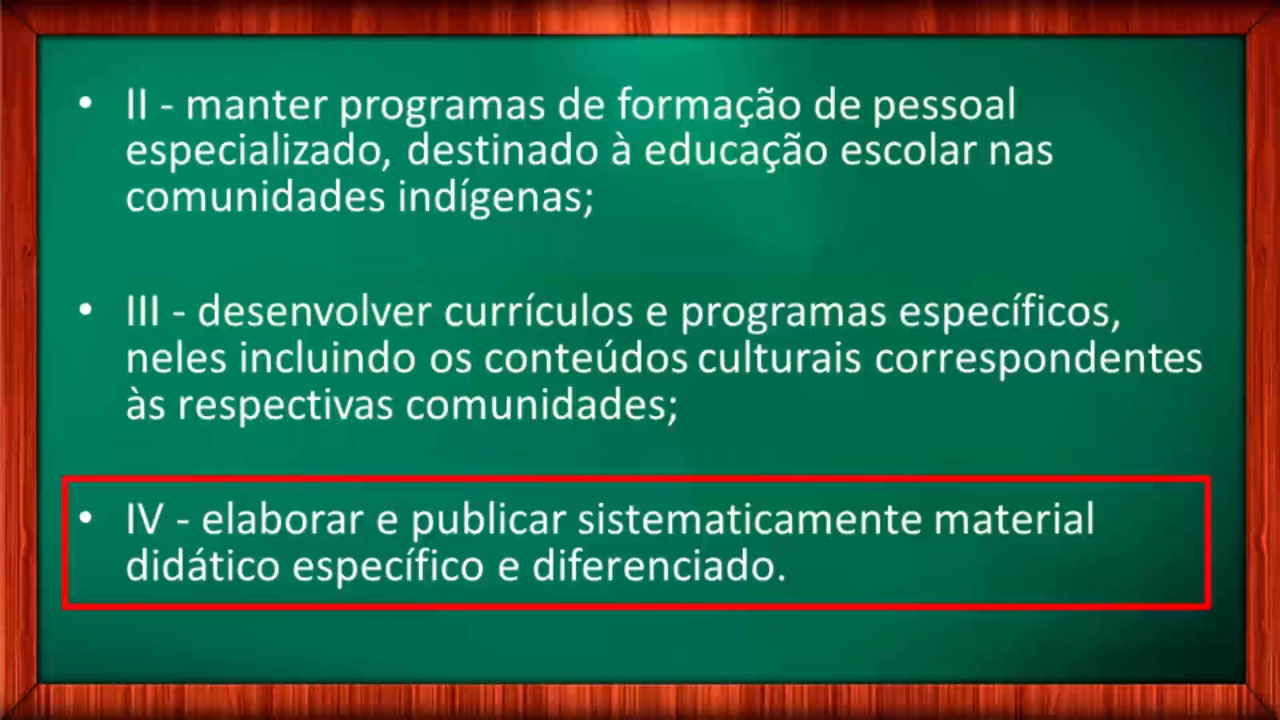 • II - manter programas de formação de pessoal
especializado, destinado à educação escolar nas
comunidades indígenas;
• III - desenvolver currículos e programas específicos,
neles incluindo os conteúdos culturais correspondentes
às respectivas comunidades;
• IV - elaborar e publicar sistematicamente material
didático específico e diferenciado.